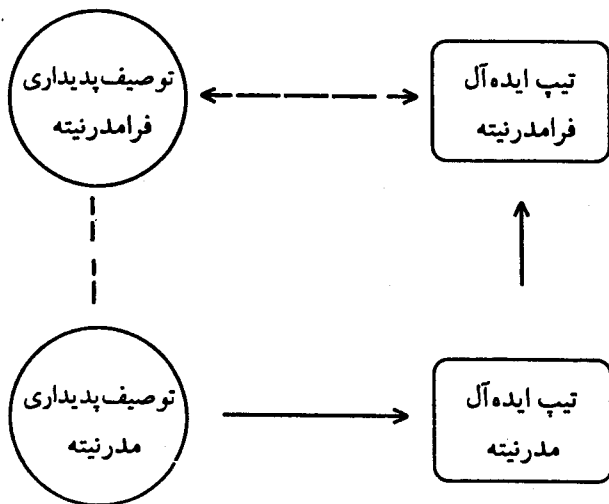 تیپ ایده‌آل
فرامدرنیته
توصیف‌پدیداری
فرامدرنیته
تیپ ایده‌آل
مدرنیته
توصیف‌پدیداری
مدرنیته